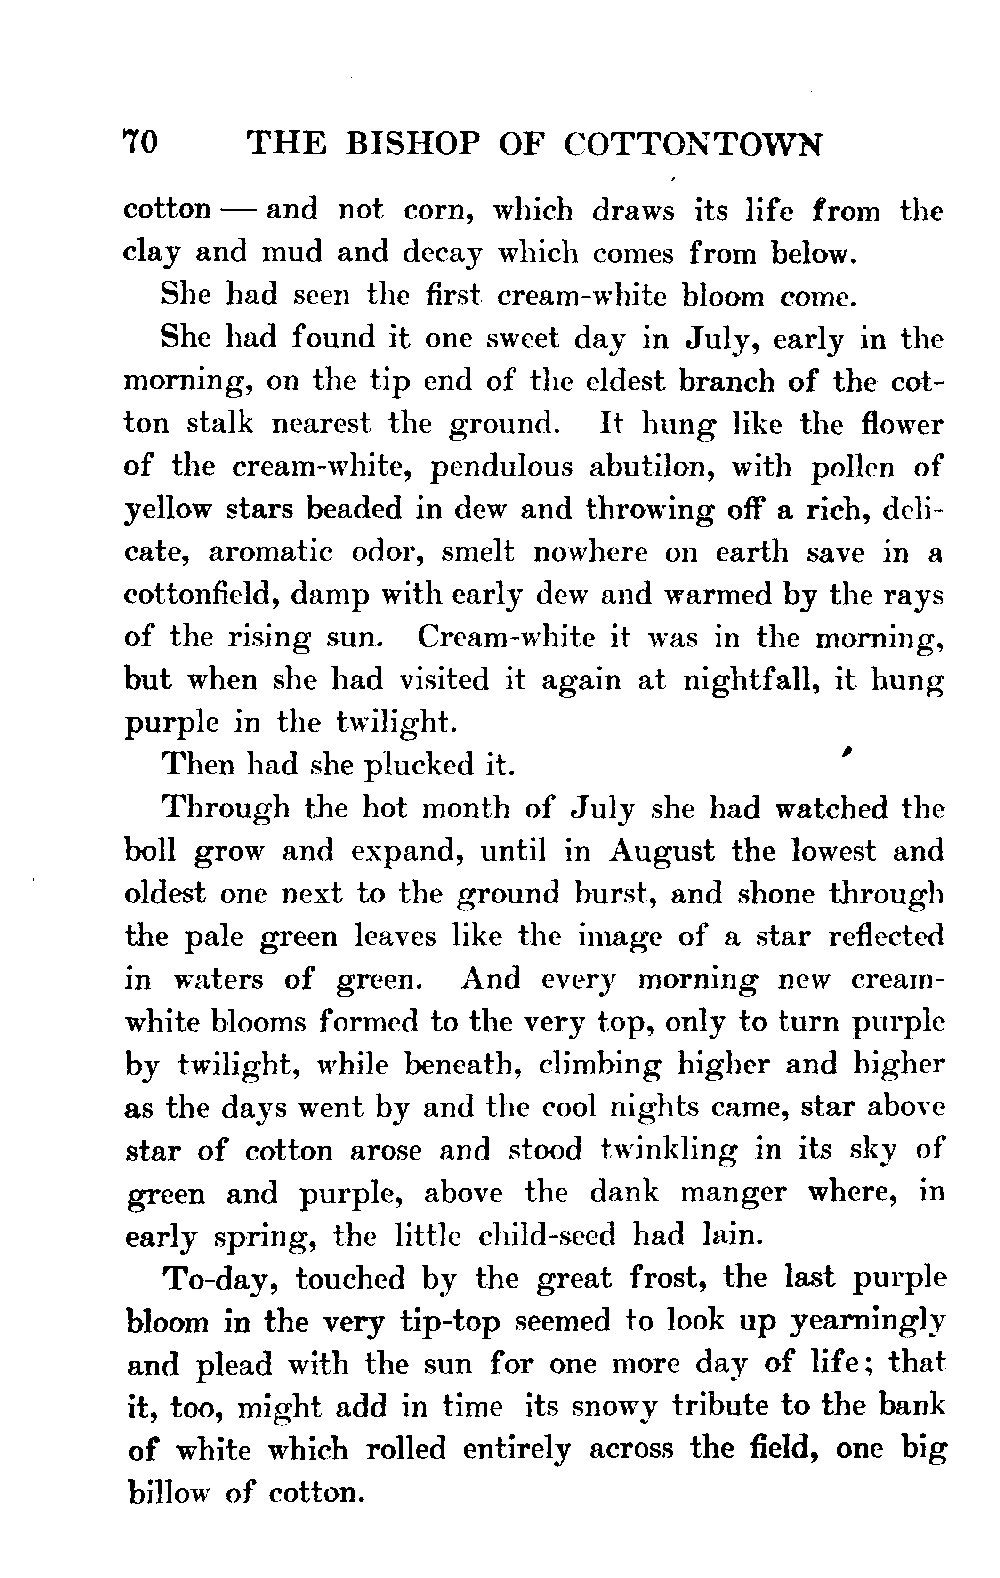 70 THE BISHOP OF COTTONTOWN
cotton — and not corn, which draws its life from the
clay and mud and decay which comes from below.
She had seen the first cream-white bloom come.
She had found it one sweet day in July, early in the
morning, on the tip end of the eldest branch of the cot-
ton stalk nearest the ground. It hung like the flower
of the cream-white, pendulous abutilon, with pollen of
yellow stars beaded in dew and throwing off a rich, deli-
cate, aromatic odor, smelt nowhere on earth save in a
cottonfield, damp with early dew and warmed by the rays
of the rising sun. Cream-white it was in the morning,
but when she had visited it again at nightfall, it hung
purple in the twilight.
Then had she plucked it.
Through the hot month of July she had watched the
boll grow and expand, until in August the lowest and
oldest one next to the ground burst, and shone through
the pale green leaves like the image of a star reflected
in waters of green. And every morning new cream-
white blooms formed to the very top, only to turn purple
by twilight, while beneath, climbing higher and higher
as the days went by and the cool nights came, star above
star of cotton arose and stood twinkling in its sky of
green and purple, above the dank manger where, in
early spring, the little child-seed had lain.
To-day, touched by the great frost, the last purple
bloom in the very tip-top seemed to look up yearningly
and plead with the sun for one more day of life; that
it, too, might add in time its snowy tribute to the bank
of white which rolled entirely across the field, one big
billow of cotton.